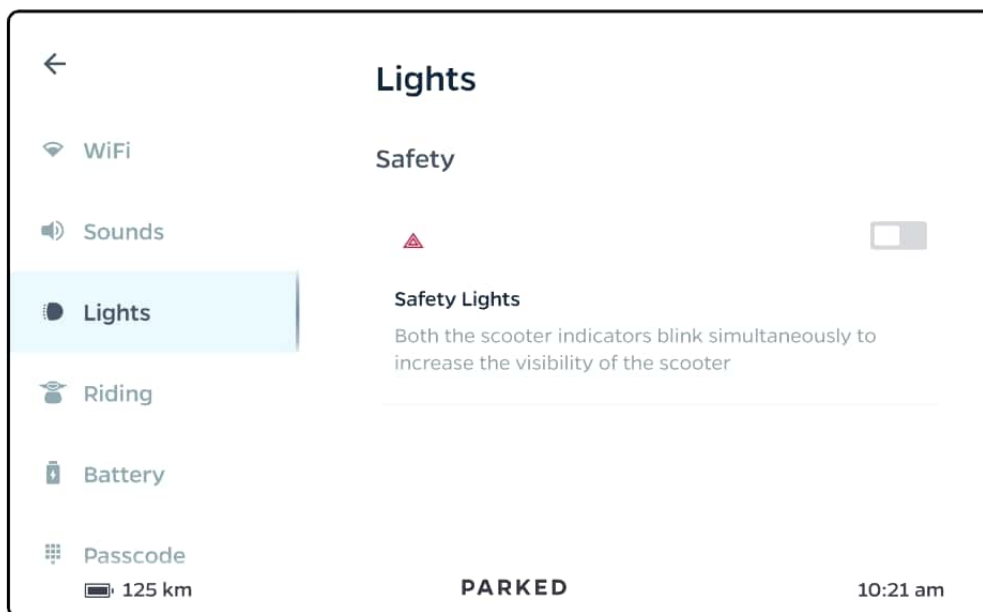 Lights
WiFi
Safety
Sounds
Lights
Safety Lights
Both the scooter indicators blink simultaneously to
increase the visibility of the scooter
Riding
Battery
Passcode
125 km
PARKED
10:21 am